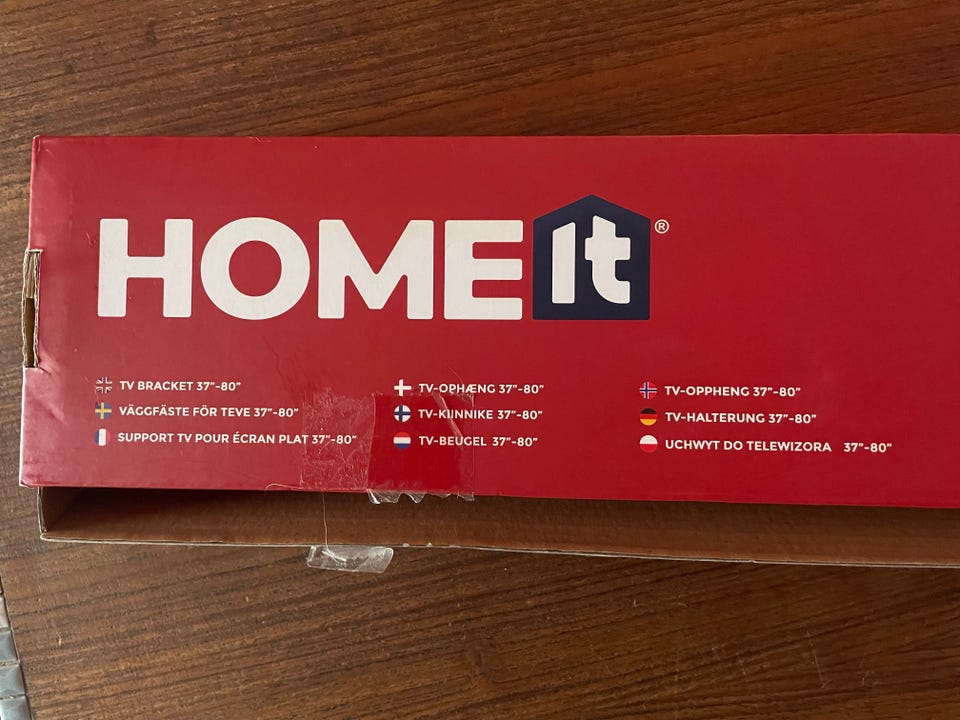 HOMEIt®
TV BRACKET 37”-80”
VÄGGFÄSTE FÖR TEVE 37”-80”
SUPPORT TV POUR ÉCRAN PLAT 37”-80”
TV-OPHÆNG 37”-80”
TV-KIINNIKE 37”-80”
TV-BEUGEL 37”-80”
TV-OPPHENG 37”-80”
TV-HALTERUNG 37”-80”
UCHWYT DO TELEWIZORA 37”-80”